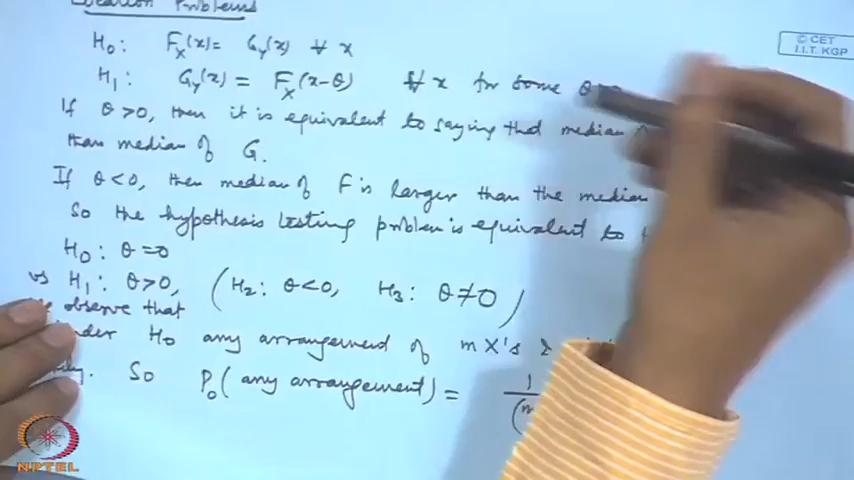 Location Problems
© CET
I.I.T. KGP
H₀: F_X(x) = G_Y(x) ∀ x
H₁: G_Y(x) = F_X(x-θ) ∀ x for some θ
If θ>0, then it is equivalent to saying that median
than median of G.
If θ<0, then median of F is larger than the median
So the hypothesis testing problem is equivalent to
H₀: θ=0
vs H₁: θ>0, (H₂: θ<0, H₃: θ≠0)
observe that
under H₀ any arrangement of m X's &
So P₀(any arrangement) = 1
NPTEL